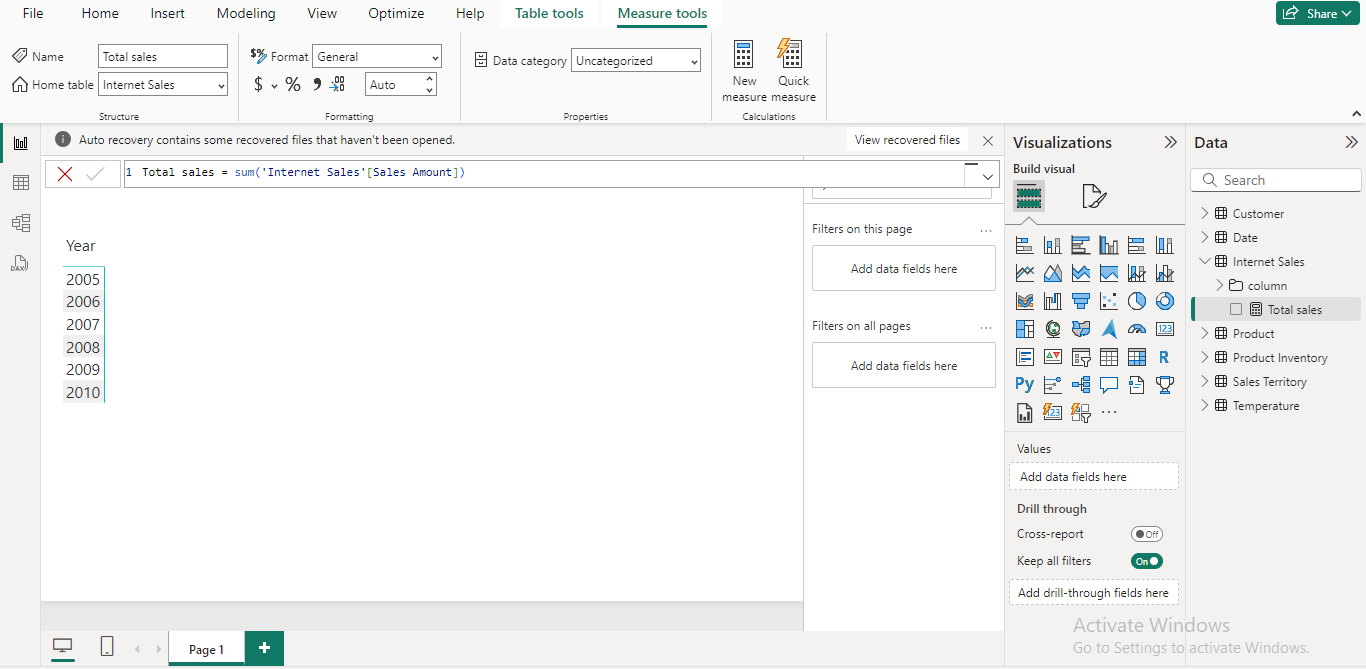 File Home Insert Modeling View Optimize Help Table tools Measure tools Share
Name Total sales
Home table Internet Sales
Structure
$% Format General
$ % , .00 Auto
Formatting
Data category Uncategorized
Properties
New measure
Quick measure
Calculations
Auto recovery contains some recovered files that haven't been opened. View recovered files
1 Total sales = sum('Internet Sales'[Sales Amount])
Year
2005
2006
2007
2008
2009
2010
Filters on this page ...
Add data fields here
Filters on all pages ...
Add data fields here
Visualizations
Build visual
123
R
Py
123
...
Values
Add data fields here
Drill through
Cross-report Off
Keep all filters On
Add drill-through fields here
Data
Search
Customer
Date
Internet Sales
column
Total sales
Product
Product Inventory
Sales Territory
Temperature
DAX
Page 1 +
Activate Windows
Go to Settings to activate Windows.